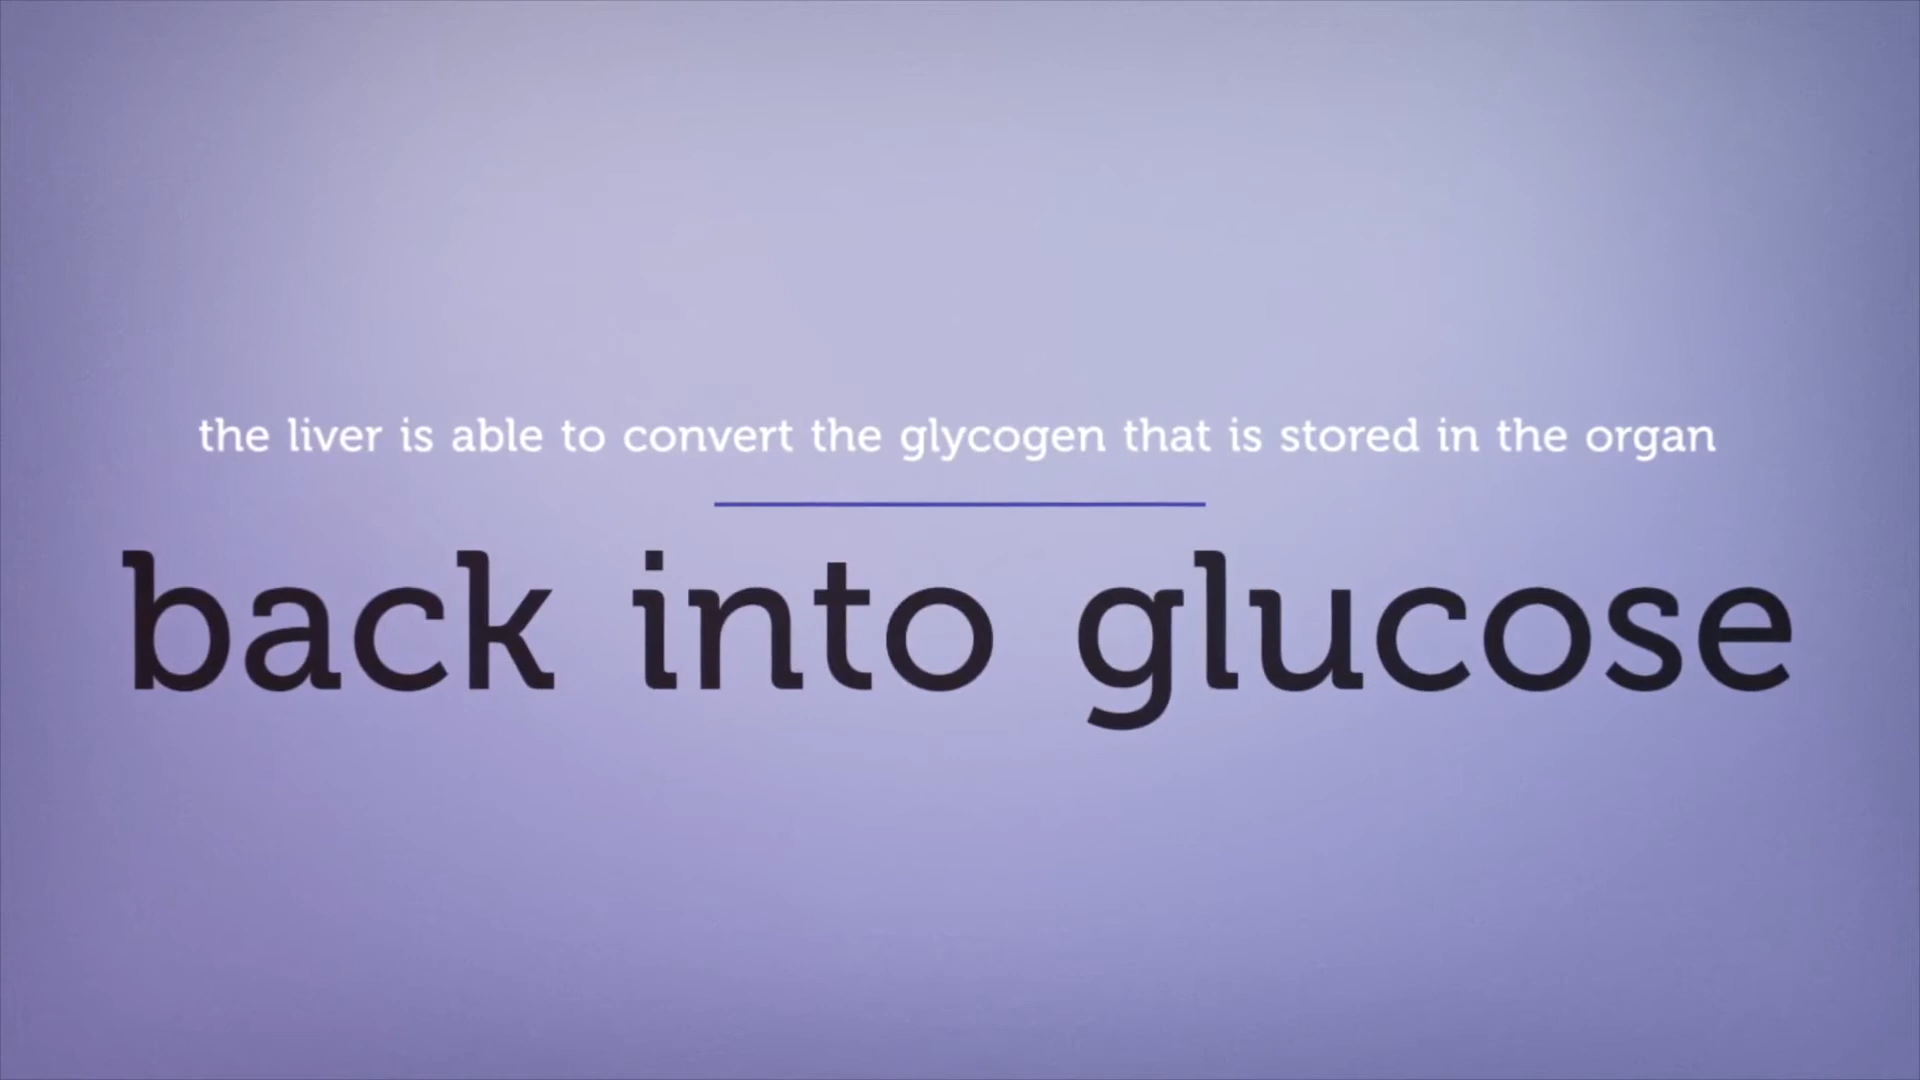 the liver is able to convert the glycogen that is stored in the organ
back into glucose